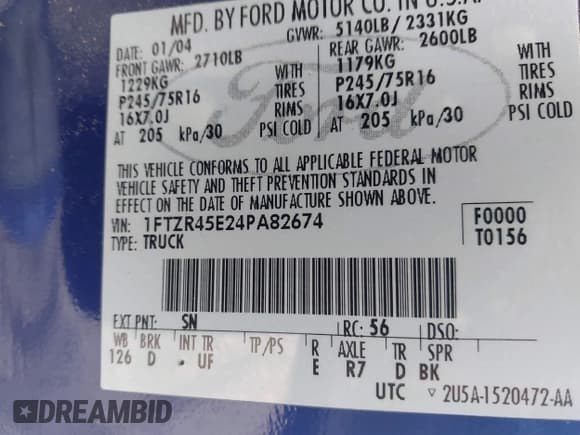 MFD. BY FORD MOTOR CO. IN U.S.A.
DATE: 01/04 GVWR: 5140LB/ 2331KG
FRONT GAWR: 2710LB REAR GAWR: 2600LB
1229KG WITH 1179KG WITH
P245/75R16 TIRES P245/75R16 TIRES
16X7.0J RIMS 16X7.0J RIMS
AT 205 kPa/30 PSI COLD AT 205 kPa/30 PSI COLD
Ford
THIS VEHICLE CONFORMS TO ALL APPLICABLE FEDERAL MOTOR
VEHICLE SAFETY AND THEFT PREVENTION STANDARDS IN
EFFECT ON THE DATE OF MANUFACTURE SHOWN ABOVE.
VIN: 1FTZR45E24PA82674 F0000
TYPE: TRUCK T0156
EXT PNT: SN RC: 56 DSO:
WB BRK INT TR TP/PS R AXLE TR SPR
126 D - UF E R7 D BK
UTC ▽ 2U5A-1520472-AA
DREAMBID